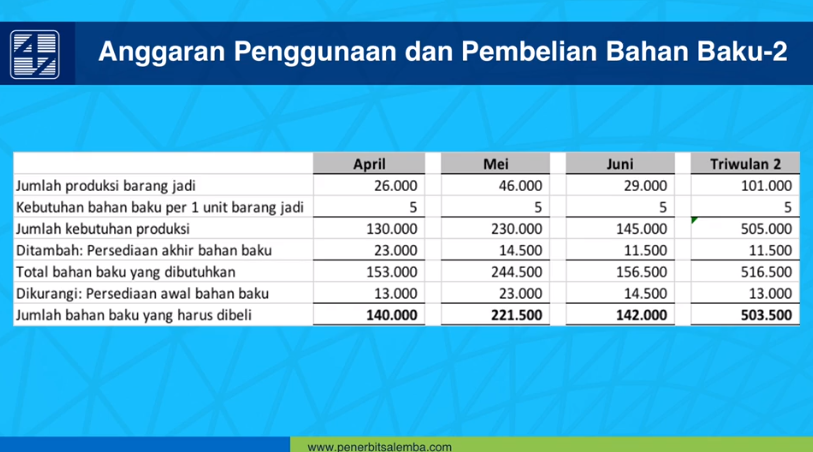 Anggaran Penggunaan dan Pembelian Bahan Baku-2
April Mei Juni Triwulan 2
Jumlah produksi barang jadi 26.000 46.000 29.000 101.000
Kebutuhan bahan baku per 1 unit barang jadi 5 5 5 5
Jumlah kebutuhan produksi 130.000 230.000 145.000 505.000
Ditambah: Persediaan akhir bahan baku 23.000 14.500 11.500 11.500
Total bahan baku yang dibutuhkan 153.000 244.500 156.500 516.500
Dikurangi: Persediaan awal bahan baku 13.000 23.000 14.500 13.000
Jumlah bahan baku yang harus dibeli 140.000 221.500 142.000 503.500
www.penerbitsalemba.com